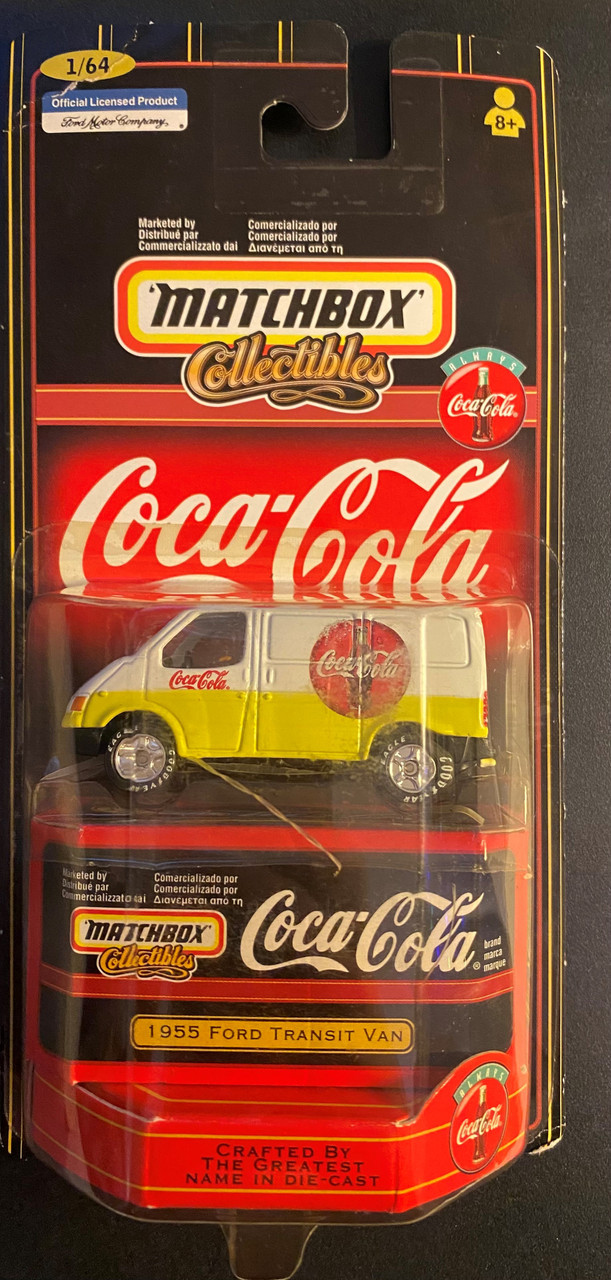 1/64
Official Licensed Product
Ford Motor Company,
8+
Marketed by
Distribué par
Commercializzato dai
Comercializado por
Comercializado por
Διανέμεται από τη
'MATCHBOX'
Collectibles
ALWAYS
Coca-Cola
Coca-Cola
Coca-Cola
Coca-Cola
EAGLE
GOODYEAR
EAGLE
GOODYEAR
Marketed by
Distribué par
Commercializzato dai
Comercializado por
Comercializado por
Διανέμεται από τη
'MATCHBOX'
Collectibles
Coca-Cola®
brand
marca
marque
1955 FORD TRANSIT VAN
ALWAYS
Coca-Cola
CRAFTED BY
THE GREATEST
NAME IN DIE-CAST